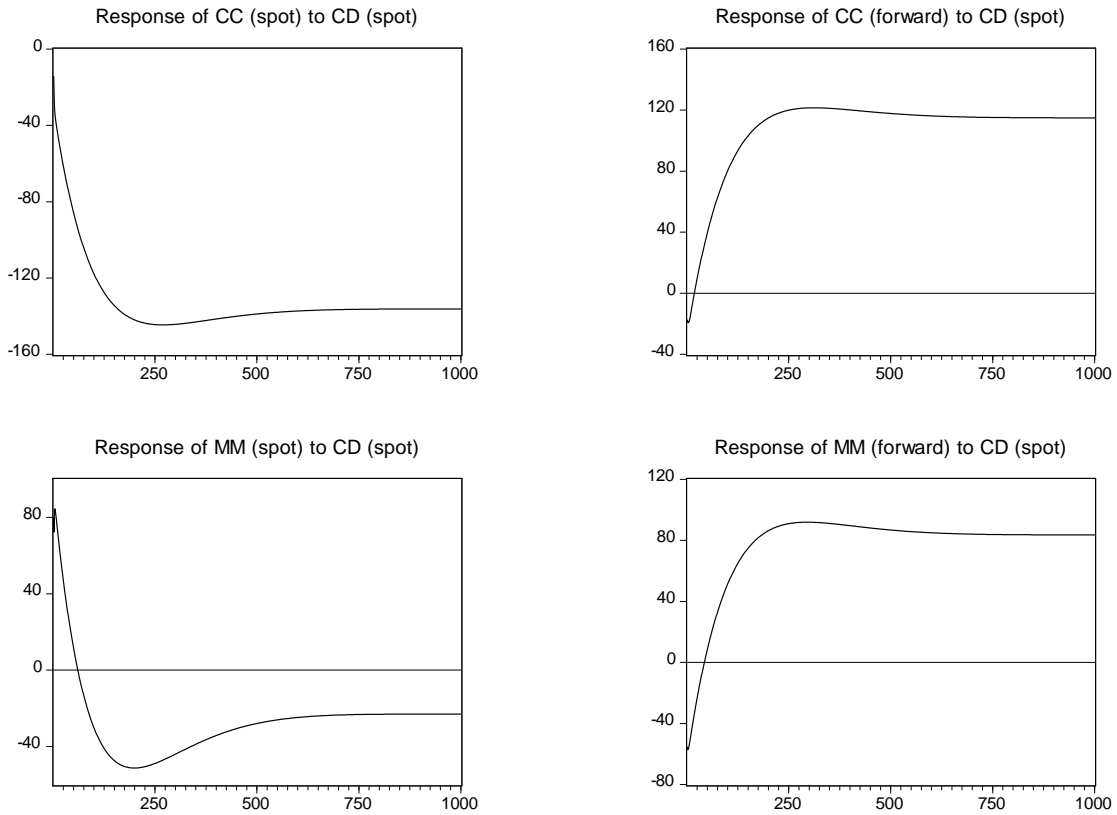 Response of CC (spot) to CD (spot)
0
-40
-80
-120
-160
250 500 750 1000
Response of CC (forward) to CD (spot)
160
120
80
40
0
-40
250 500 750 1000
Response of MM (spot) to CD (spot)
80
40
0
-40
250 500 750 1000
Response of MM (forward) to CD (spot)
120
80
40
0
-40
-80
250 500 750 1000